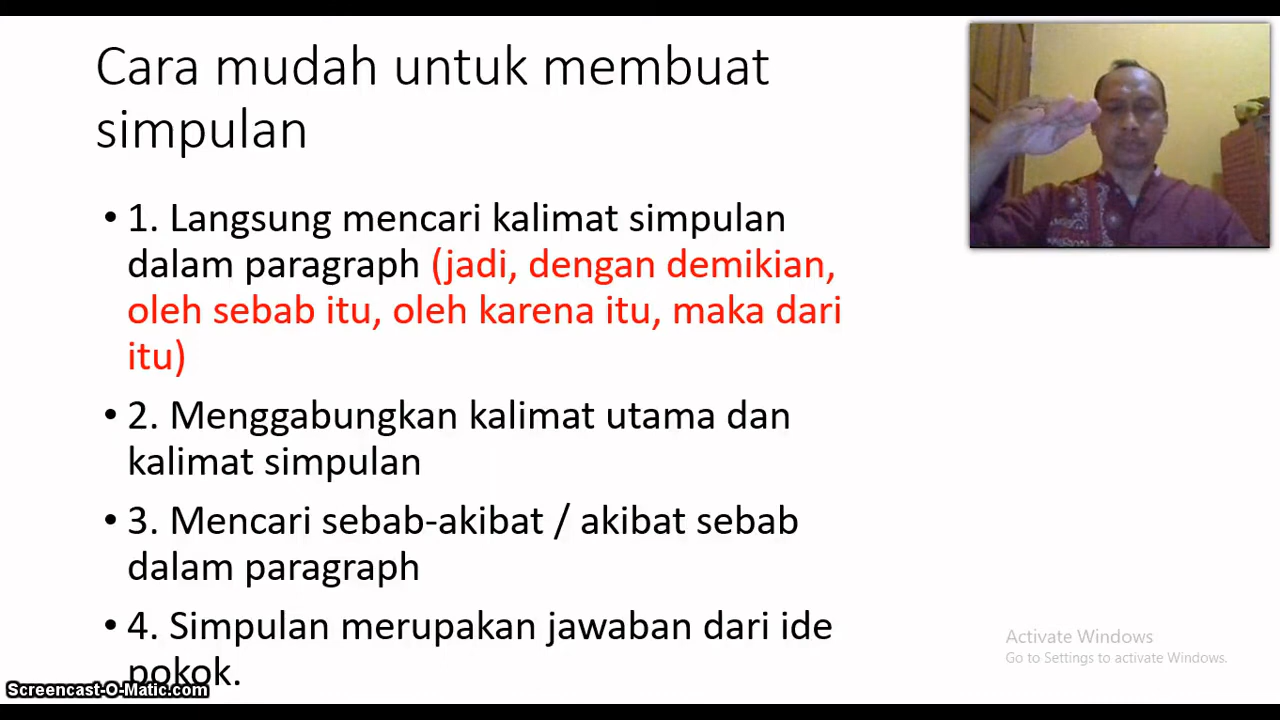 Cara mudah untuk membuat
simpulan
• 1. Langsung mencari kalimat simpulan
dalam paragraph (jadi, dengan demikian,
oleh sebab itu, oleh karena itu, maka dari
itu)
• 2. Menggabungkan kalimat utama dan
kalimat simpulan
• 3. Mencari sebab-akibat / akibat sebab
dalam paragraph
• 4. Simpulan merupakan jawaban dari ide
pokok.
Activate Windows
Go to Settings to activate Windows.
Screencast-O-Matic.com